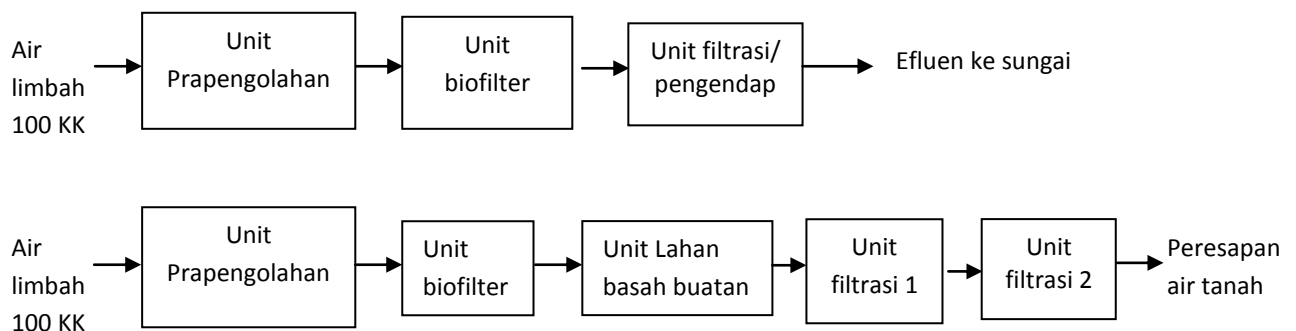 Air
limbah
100 KK
Unit
Prapengolahan
Unit
biofilter
Unit filtrasi/
pengendap
Efluen ke sungai
Air
limbah
100 KK
Unit
Prapengolahan
Unit
biofilter
Unit Lahan
basah buatan
Unit
filtrasi 1
Unit
filtrasi 2
Peresapan
air tanah